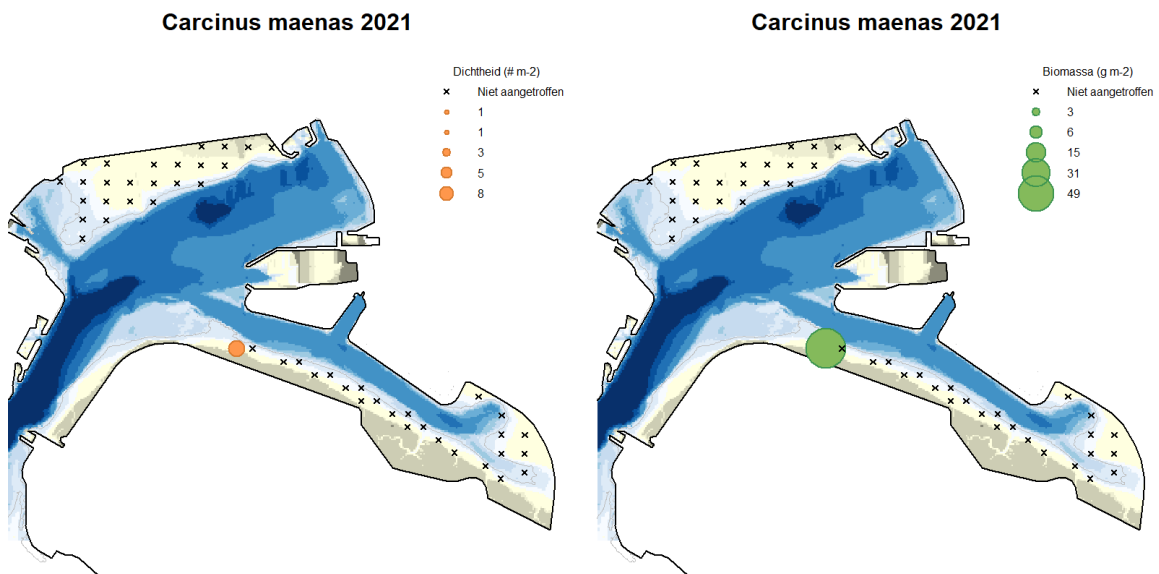 Carcinus maenas 2021
Dichtheid (# m-2)
Niet aangetroffen
1
1
3
5
8
Carcinus maenas 2021
Biomassa (g m-2)
Niet aangetroffen
3
6
15
31
49